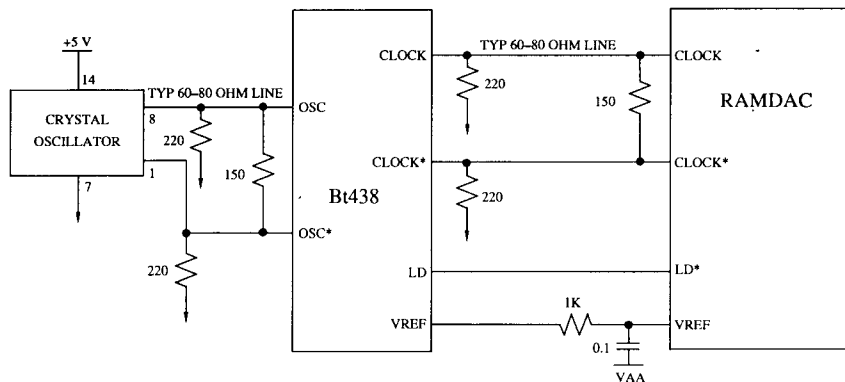 +5 V
14
CRYSTAL
OSCILLATOR
8
1
7
TYP 60–80 OHM LINE
220
150
220
OSC
OSC*
Bt438
CLOCK
CLOCK*
LD
VREF
TYP 60–80 OHM LINE
220
150
220
1K
0.1
VAA
CLOCK
RAMDAC
CLOCK*
LD*
VREF